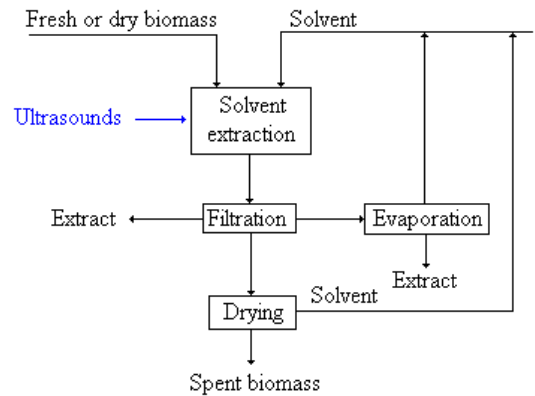 Fresh or dry biomass
Solvent
Solvent
extraction
Ultrasounds
Extract
Filtration
Evaporation
Extract
Solvent
Drying
Spent biomass